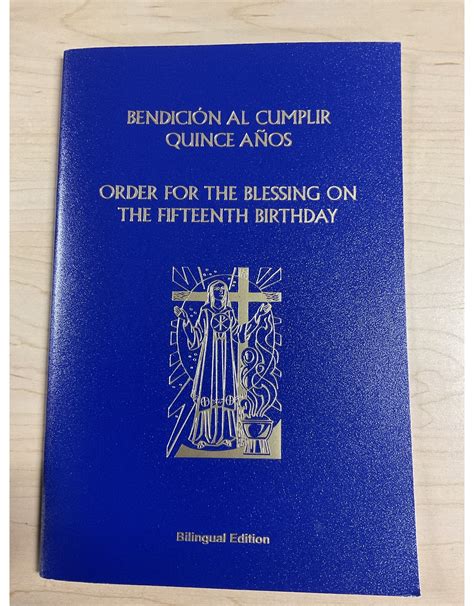 BENDICIÓN AL CUMPLIR
QUINCE AÑOS
ORDER FOR THE BLESSING ON
THE FIFTEENTH BIRTHDAY
Bilingual Edition